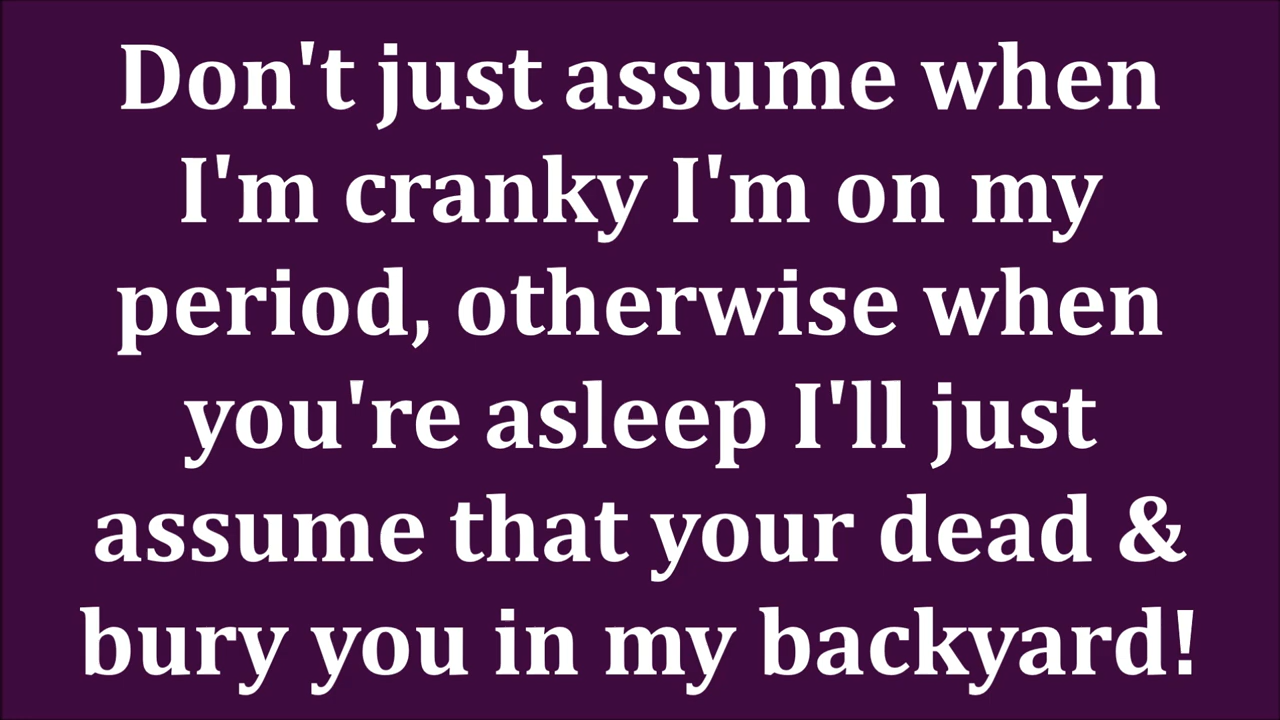 Don't just assume when
I'm cranky I'm on my
period, otherwise when
you're asleep I'll just
assume that your dead &
bury you in my backyard!